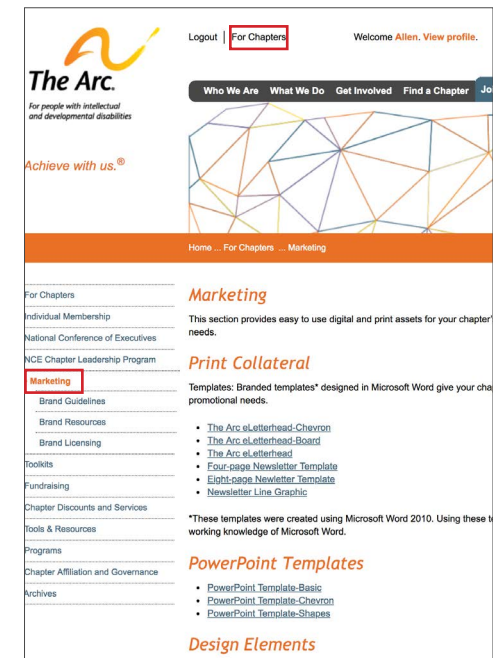 Logout | For Chapters
Welcome Allen. View profile.
The Arc.
For people with intellectual
and developmental disabilities
Achieve with us.®
Who We Are What We Do Get Involved Find a Chapter Jo
Home ... For Chapters ... Marketing
For Chapters
Individual Membership
National Conference of Executives
NCE Chapter Leadership Program
Marketing
Brand Guidelines
Brand Resources
Brand Licensing
Toolkits
Fundraising
Chapter Discounts and Services
Tools & Resources
Programs
Chapter Affiliation and Governance
Archives
Marketing
This section provides easy to use digital and print assets for your chapter'
needs.
Print Collateral
Templates: Branded templates* designed in Microsoft Word give your cha
promotional needs.
• The Arc eLetterhead-Chevron
• The Arc eLetterhead-Board
• The Arc eLetterhead
• Four-page Newsletter Template
• Eight-page Newletter Template
• Newsletter Line Graphic
*These templates were created using Microsoft Word 2010. Using these t
working knowledge of Microsoft Word.
PowerPoint Templates
• PowerPoint Template-Basic
• PowerPoint Template-Chevron
• PowerPoint Template-Shapes
Design Elements